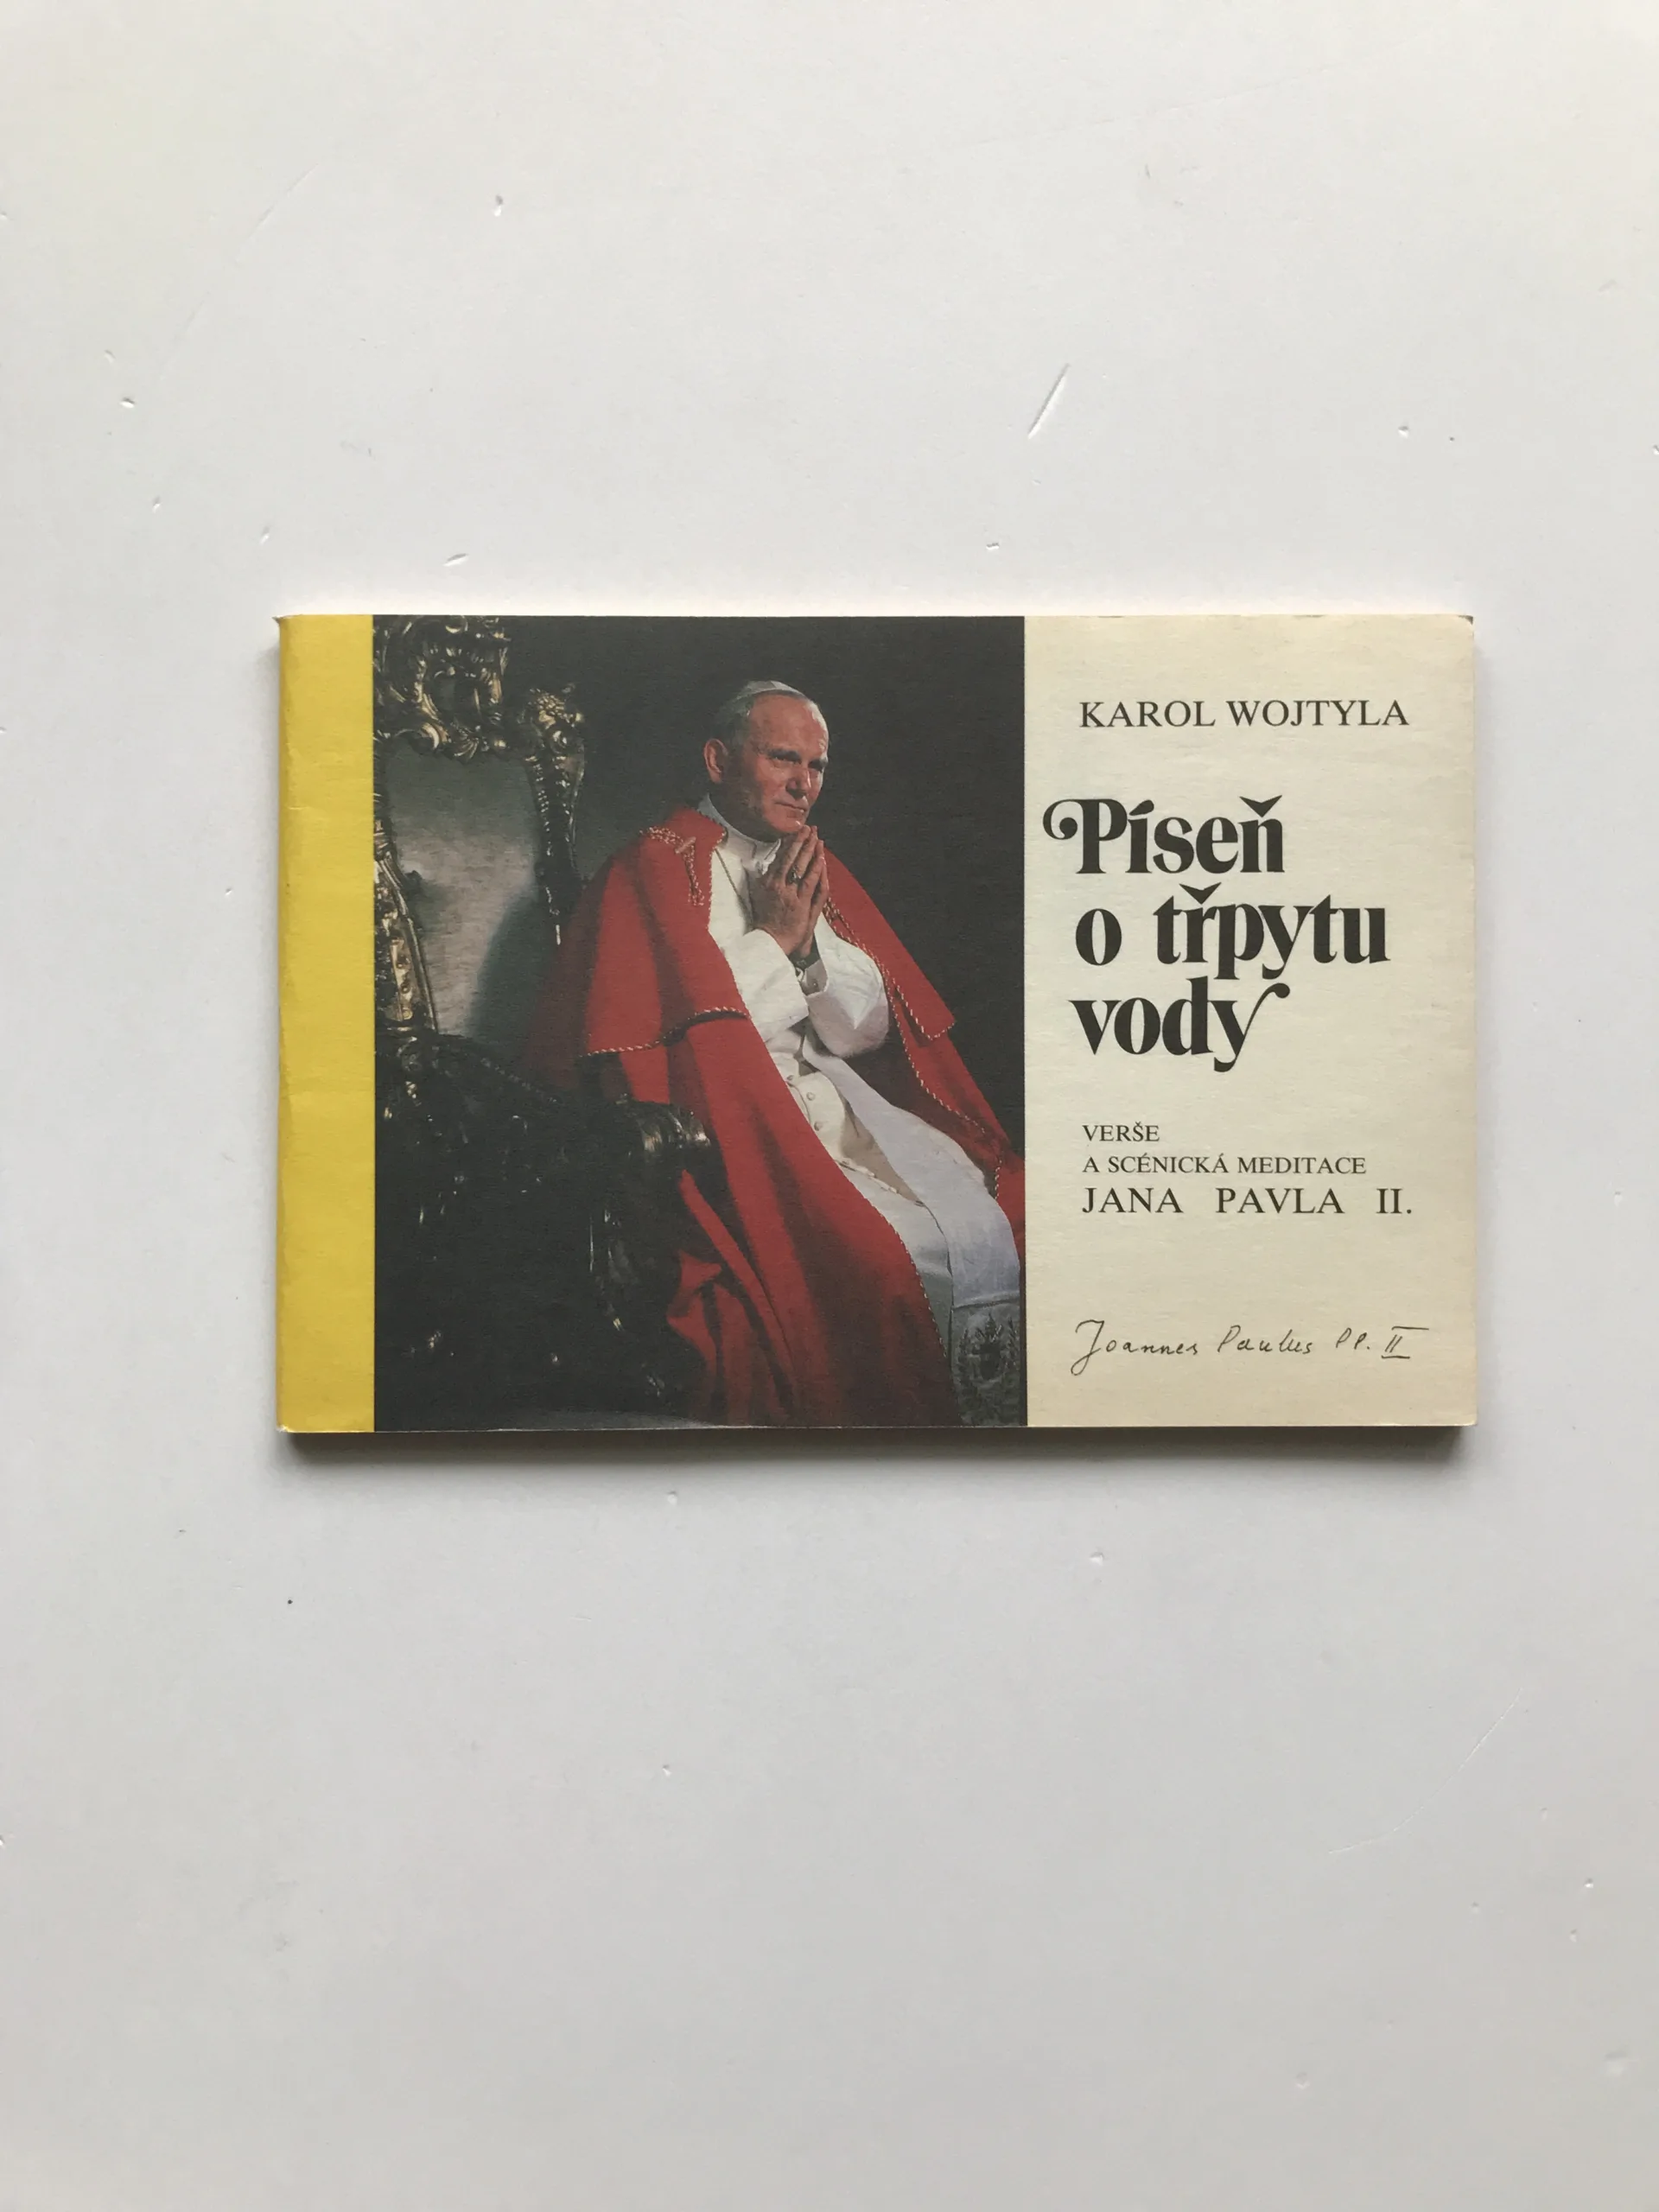 KAROL WOJTYLA
Píseň
o třpytu
vody
VERŠE
A SCÉNICKÁ MEDITACE
JANA PAVLA II.
Joannes Paulus PP. II